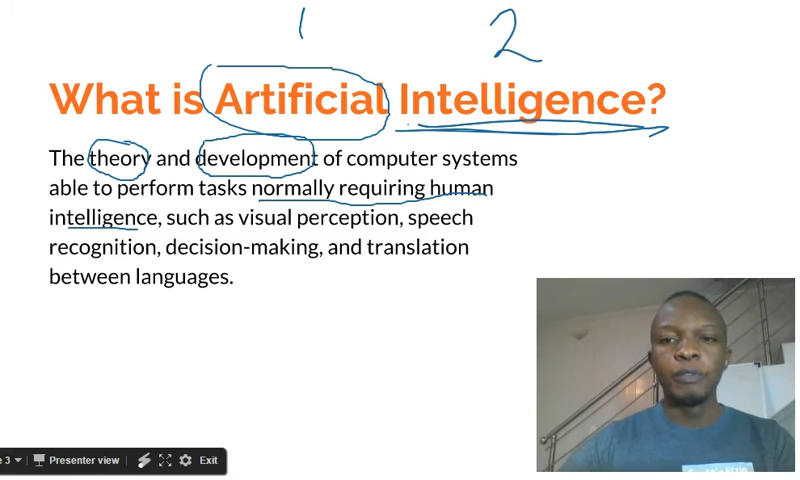 1 2
What is Artificial Intelligence?
The theory and development of computer systems
able to perform tasks normally requiring human
intelligence, such as visual perception, speech
recognition, decision-making, and translation
between languages.
3
Presenter view
Exit